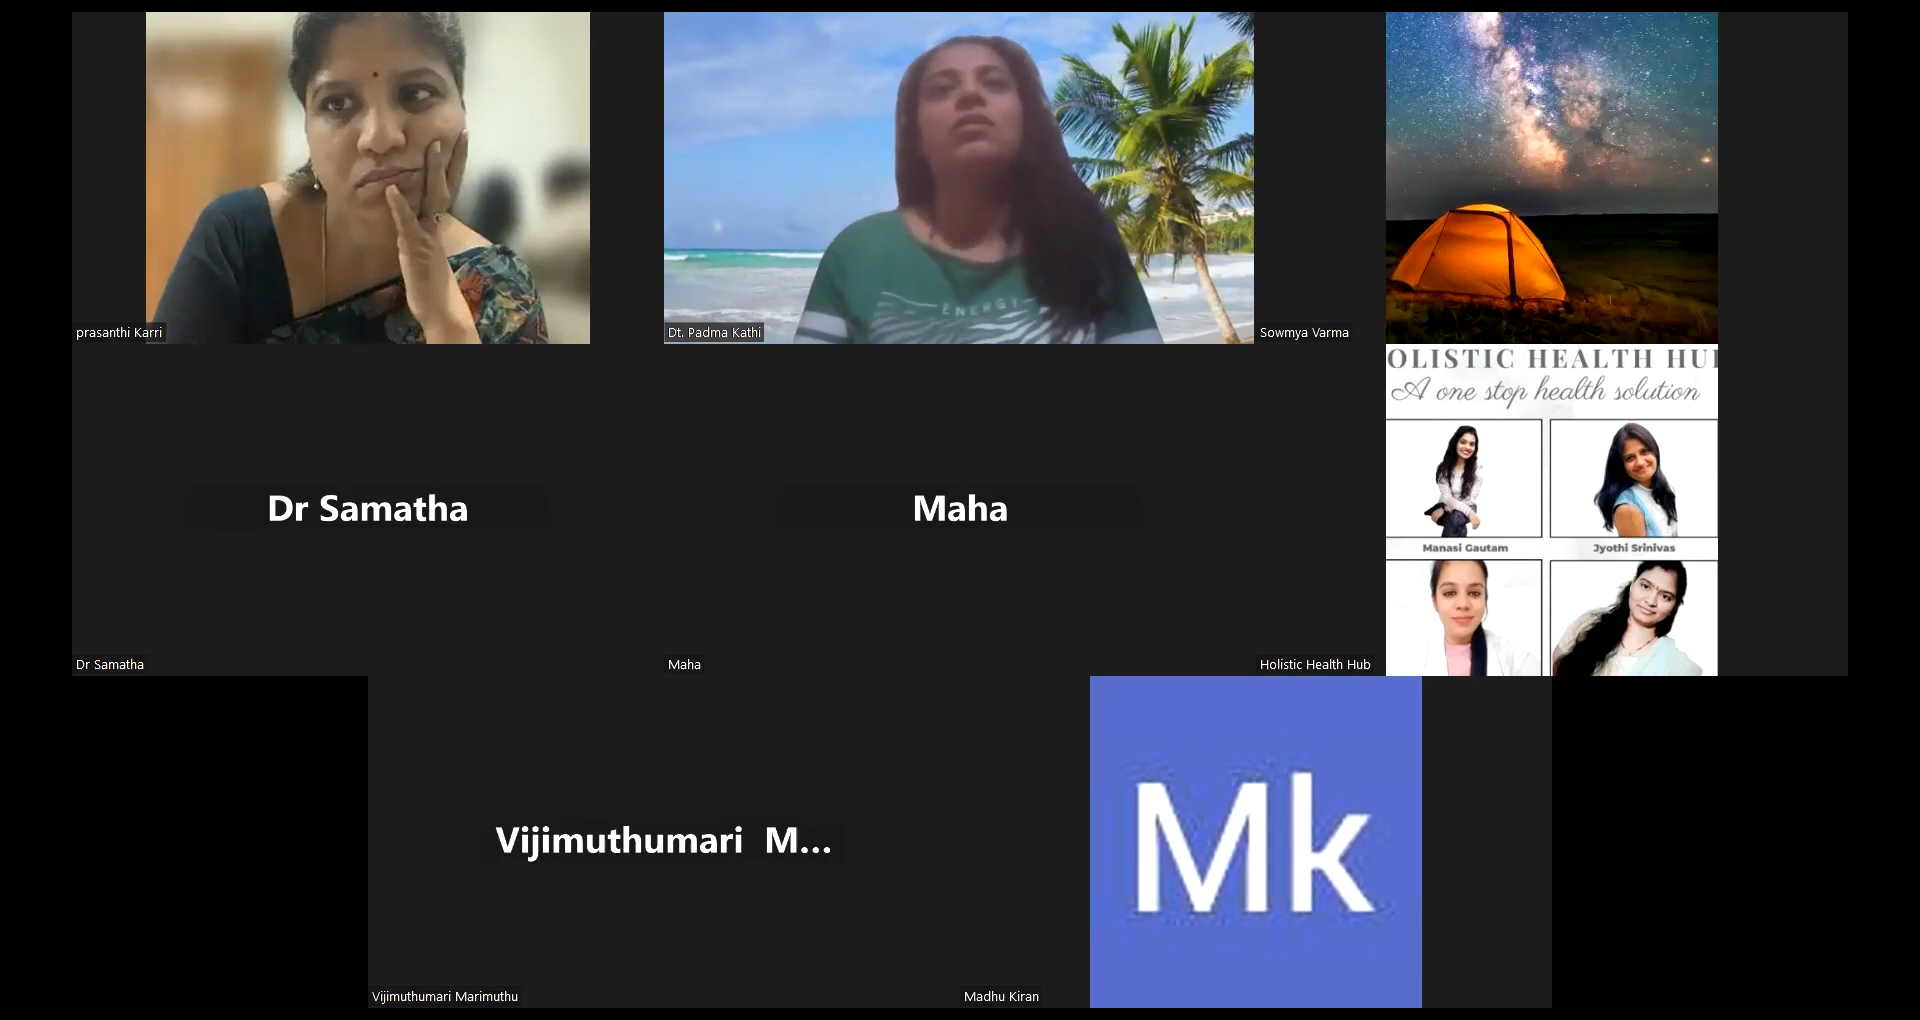 ENERGY
prasanthi Karri
Dt. Padma Kathi
Sowmya Varma
OLISTIC HEALTH HU
A one stop health solution
Manasi Gautam
Jyothi Srinivas
Dr Samatha
Maha
Dr Samatha
Maha
Holistic Health Hub
Vijimuthumari M...
Mk
Vijimuthumari Marimuthu
Madhu Kiran